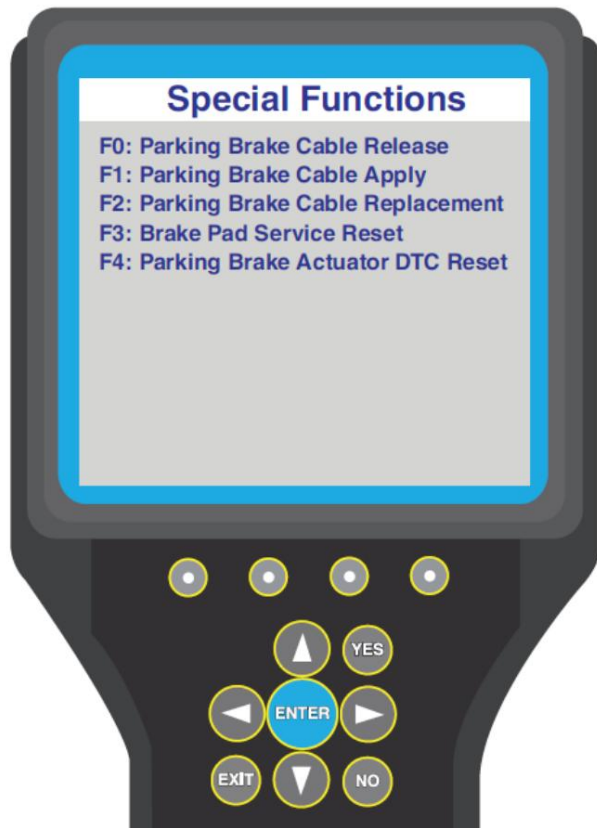 Special Functions
F0: Parking Brake Cable Release
F1: Parking Brake Cable Apply
F2: Parking Brake Cable Replacement
F3: Brake Pad Service Reset
F4: Parking Brake Actuator DTC Reset
YES
ENTER
EXIT
NO